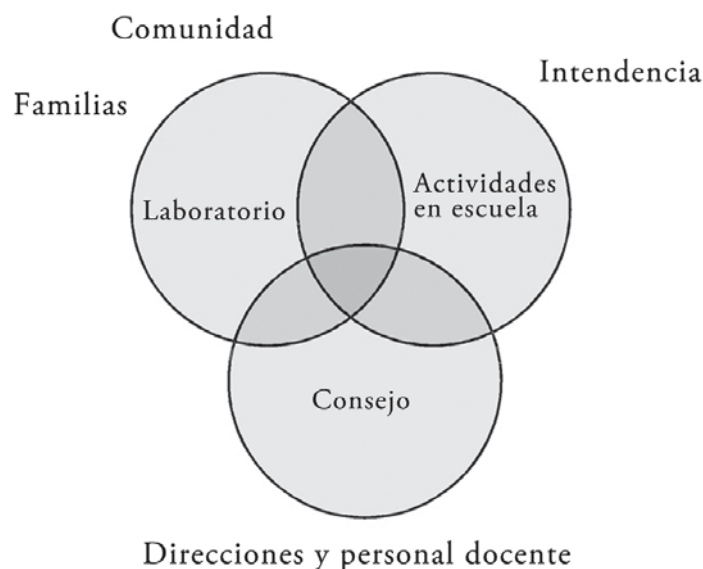 Comunidad
Intendencia
Familias
Laboratorio
Actividades
en escuela
Consejo
Direcciones y personal docente